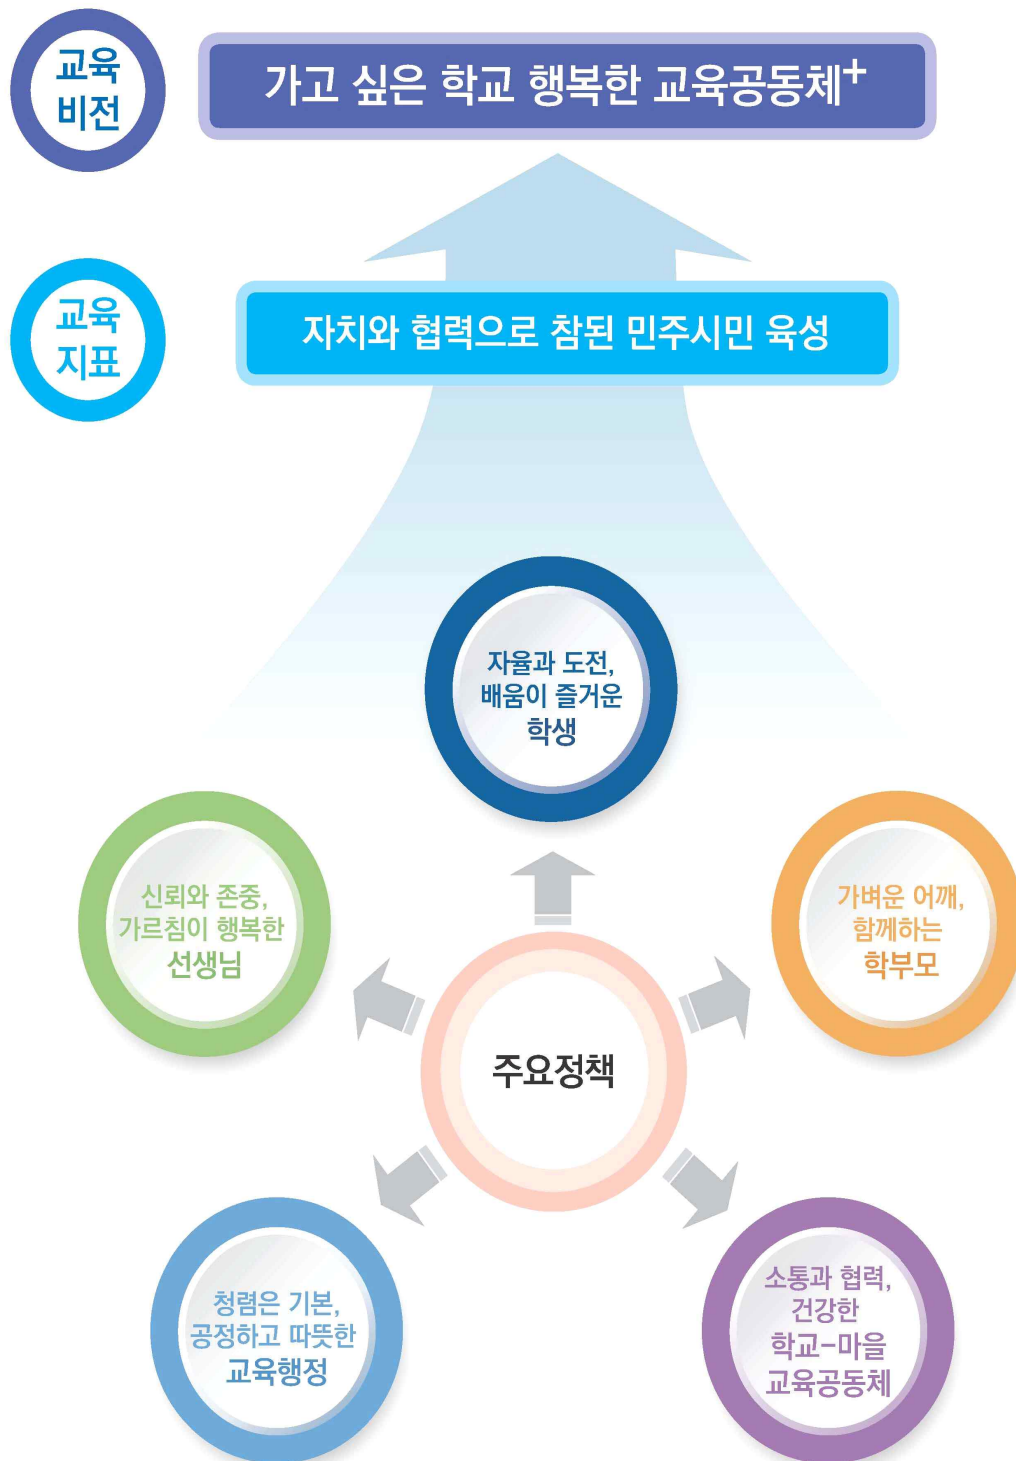 교육
비전
가고 싶은 학교 행복한 교육공동체+
교육
지표
자치와 협력으로 참된 민주시민 육성
자율과 도전,
배움이 즐거운
학생
신뢰와 존중,
가르침이 행복한
선생님
가벼운 어깨,
함께하는
학부모
주요정책
청렴은 기본,
공정하고 따뜻한
교육행정
소통과 협력,
건강한
학교-마을
교육공동체